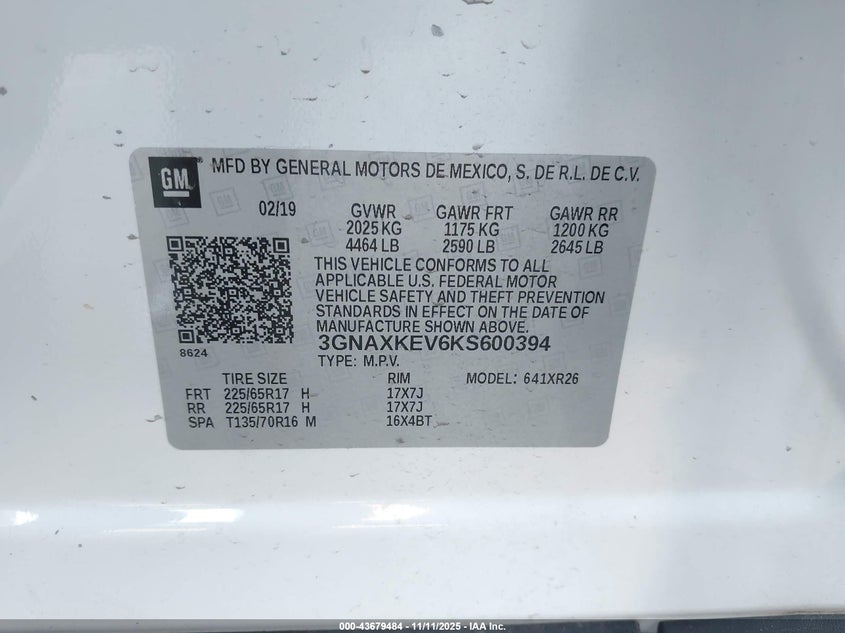 GM ® MFD BY GENERAL MOTORS DE MEXICO, S. DE R.L. DE C.V.
02/19 GVWR GAWR FRT GAWR RR
2025 KG 1175 KG 1200 KG
4464 LB 2590 LB 2645 LB
THIS VEHICLE CONFORMS TO ALL
APPLICABLE U.S. FEDERAL MOTOR
VEHICLE SAFETY AND THEFT PREVENTION
STANDARDS IN EFFECT ON THE DATE OF
MANUFACTURE SHOWN ABOVE.
8624
3GNAXKEV6KS600394
TYPE: M.P.V.
TIRE SIZE RIM MODEL: 641XR26
FRT 225/65R17 H 17X7J
RR 225/65R17 H 17X7J
SPA T135/70R16 M 16X4BT
000-43679484 - 11/11/2025 - IAA Inc.